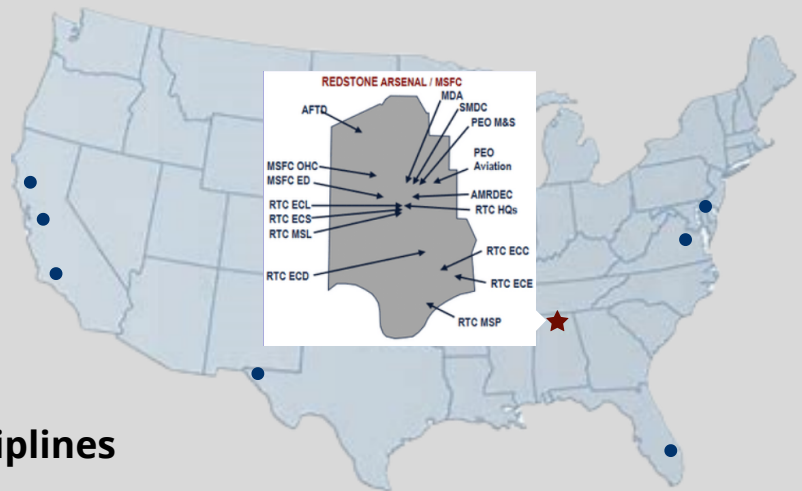 REDSTONE ARSENAL / MSFC
MDA
AFTD
SMDC
PEO M&S
PEO
Aviation
MSFC OHC
MSFC ED
AMRDEC
RTC ECL
RTC HQs
RTC ECS
RTC MSL
RTC ECC
RTC ECD
RTC ECE
RTC MSP
iplines